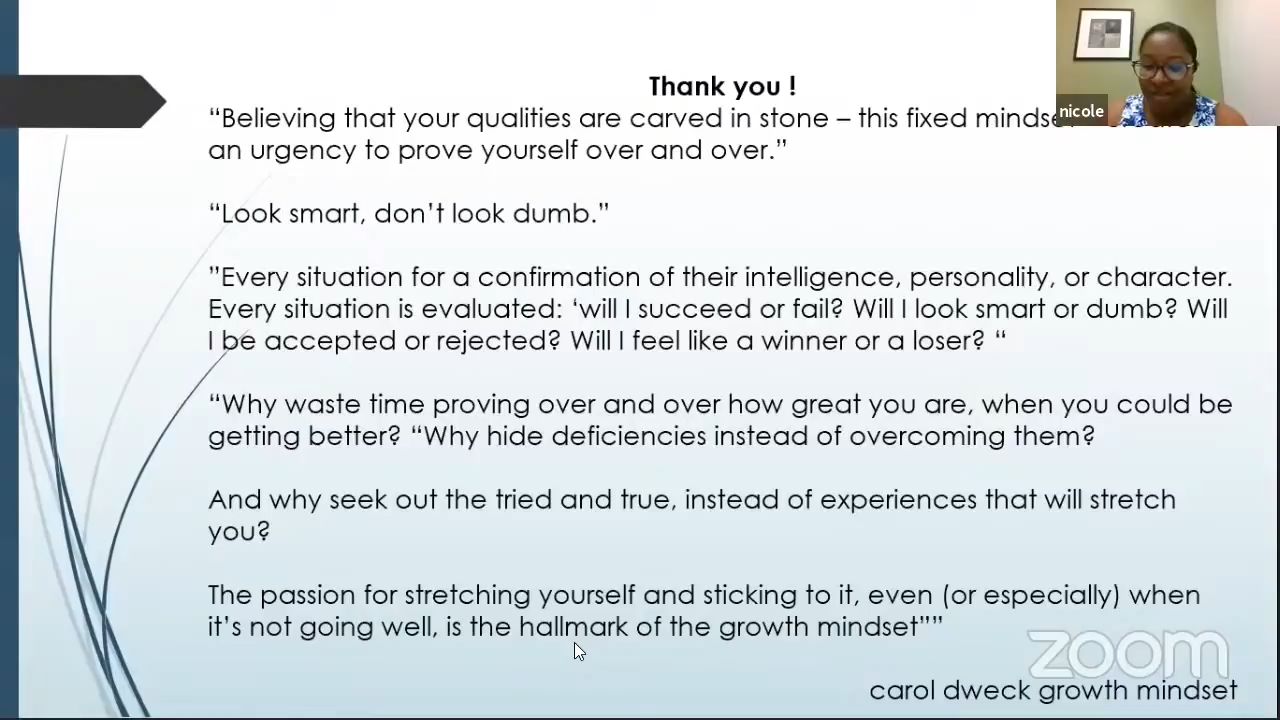 Thank you !
“Believing that your qualities are carved in stone – this fixed mindset
an urgency to prove yourself over and over.”
“Look smart, don’t look dumb.”
”Every situation for a confirmation of their intelligence, personality, or character.
Every situation is evaluated: ‘will I succeed or fail? Will I look smart or dumb? Will
I be accepted or rejected? Will I feel like a winner or a loser? “
“Why waste time proving over and over how great you are, when you could be
getting better? “Why hide deficiencies instead of overcoming them?
And why seek out the tried and true, instead of experiences that will stretch
you?
The passion for stretching yourself and sticking to it, even (or especially) when
it’s not going well, is the hallmark of the growth mindset””
carol dweck growth mindset
nicole
zoom